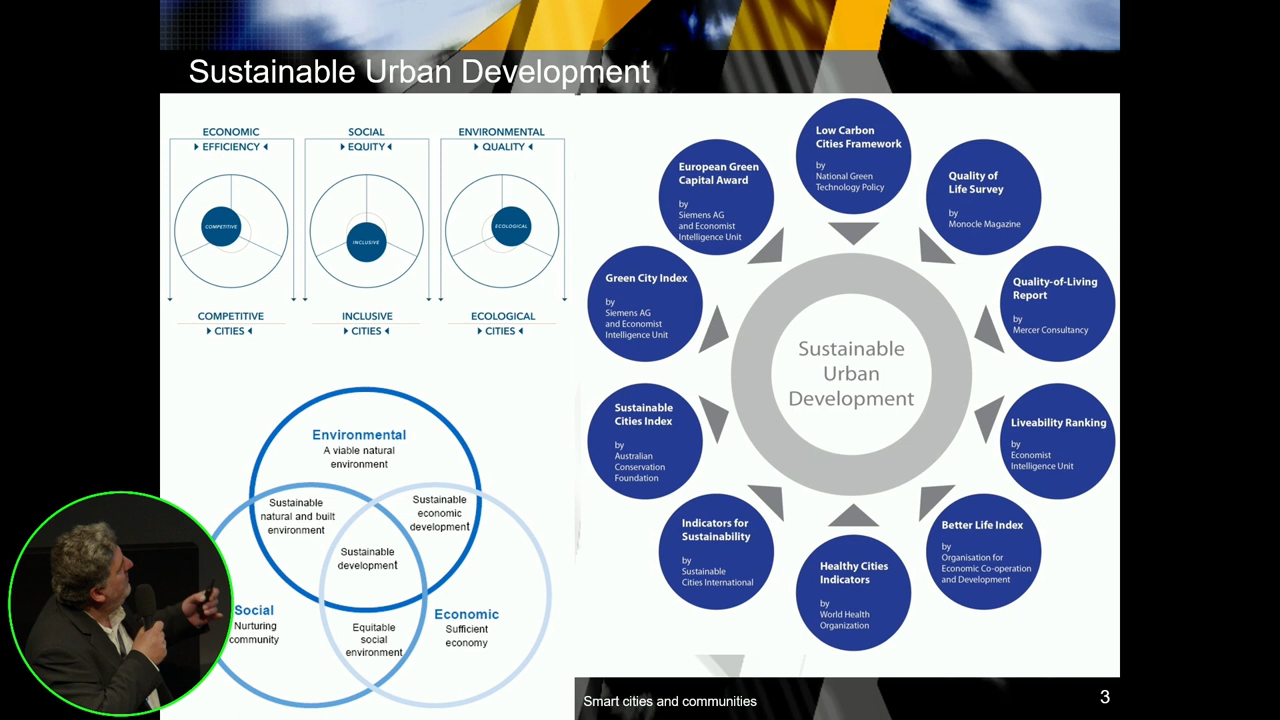 Sustainable Urban Development
ECONOMIC
EFFICIENCY
COMPETITIVE
COMPETITIVE
CITIES
SOCIAL
EQUITY
INCLUSIVE
INCLUSIVE
CITIES
ENVIRONMENTAL
QUALITY
ECOLOGICAL
ECOLOGICAL
CITIES
Environmental
A viable natural
environment
Sustainable
natural and built
environment
Sustainable
economic
development
Sustainable
development
Social
Nurturing
community
Equitable
social
environment
Economic
Sufficient
economy
Low Carbon
Cities Framework
by
National Green
Technology Policy
Quality of
Life Survey
by
Monocle Magazine
Quality-of-Living
Report
by
Mercer Consultancy
Liveability Ranking
by
Economist
Intelligence Unit
Better Life Index
by
Organisation for
Economic Co-operation
and Development
Healthy Cities
Indicators
by
World Health
Organization
Indicators for
Sustainability
by
Sustainable
Cities International
Sustainable
Cities Index
by
Australian
Conservation
Foundation
Green City Index
by
Siemens AG
and Economist
Intelligence Unit
European Green
Capital Award
by
Siemens AG
and Economist
Intelligence Unit
Sustainable
Urban
Development
Smart cities and communities
3